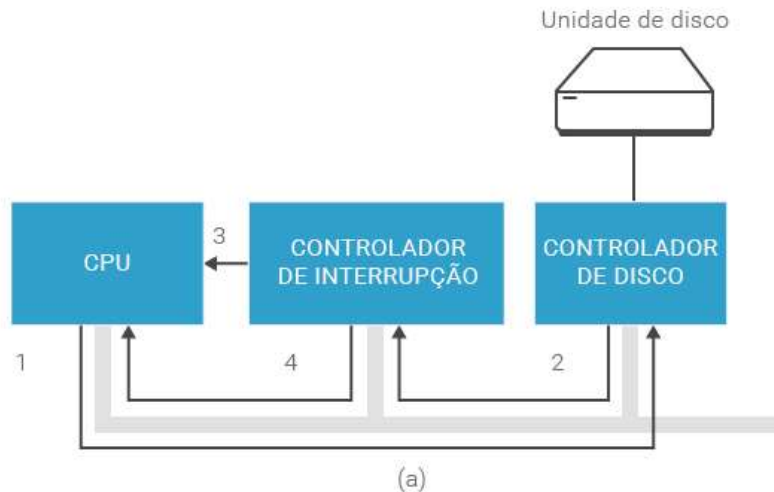 Unidade de disco
CPU
3
CONTROLADOR
DE INTERRUPÇÃO
CONTROLADOR
DE DISCO
1
4
2
(a)